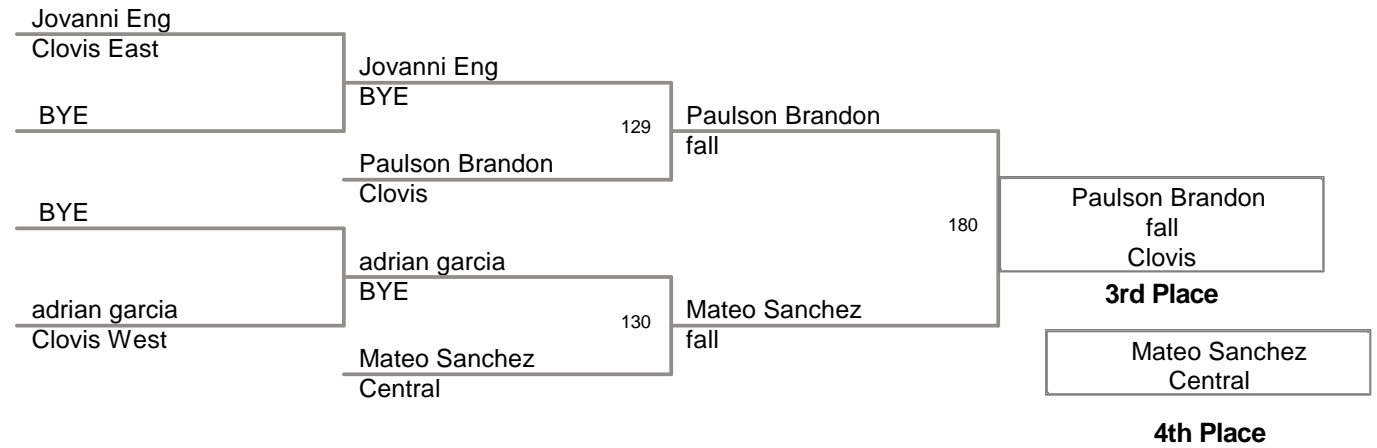 Jovanni Eng
Clovis East
BYE
BYE
adrian garcia
Clovis West
Jovanni Eng
BYE
129
Paulson Brandon
Clovis
adrian garcia
BYE
130
Mateo Sanchez
Central
Paulson Brandon
fall
180
Mateo Sanchez
fall
Paulson Brandon
fall
Clovis
3rd Place
Mateo Sanchez
Central
4th Place